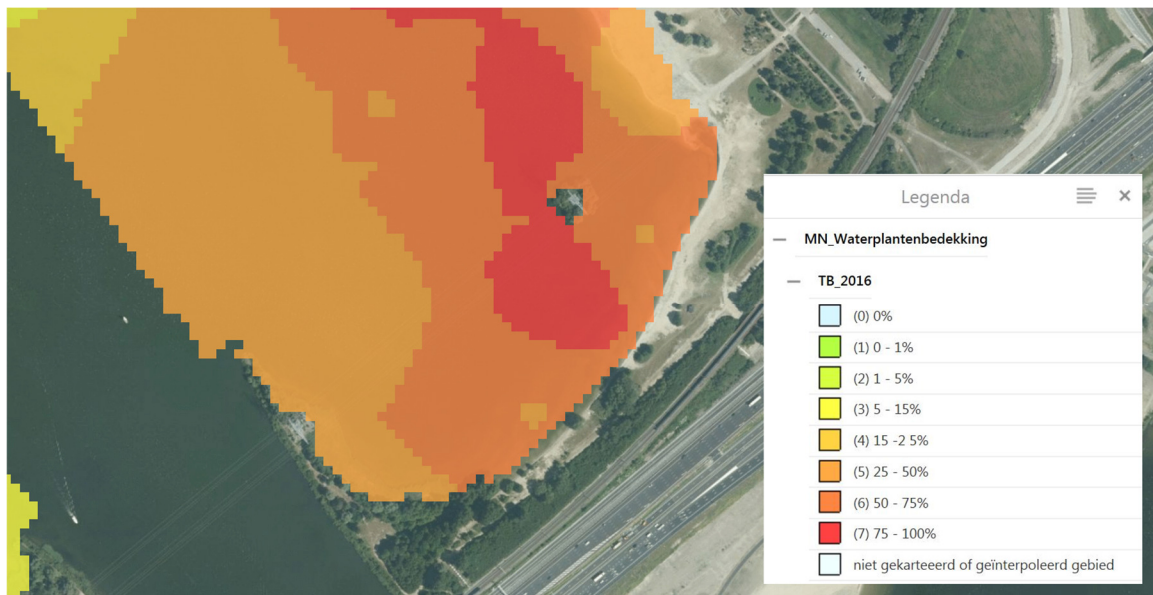 Legenda
MN_Waterplantenbedekking
TB_2016
(0) 0%
(1) 0 - 1%
(2) 1 - 5%
(3) 5 - 15%
(4) 15 -2 5%
(5) 25 - 50%
(6) 50 - 75%
(7) 75 - 100%
niet gekarteeerd of geïnterpoleerd gebied